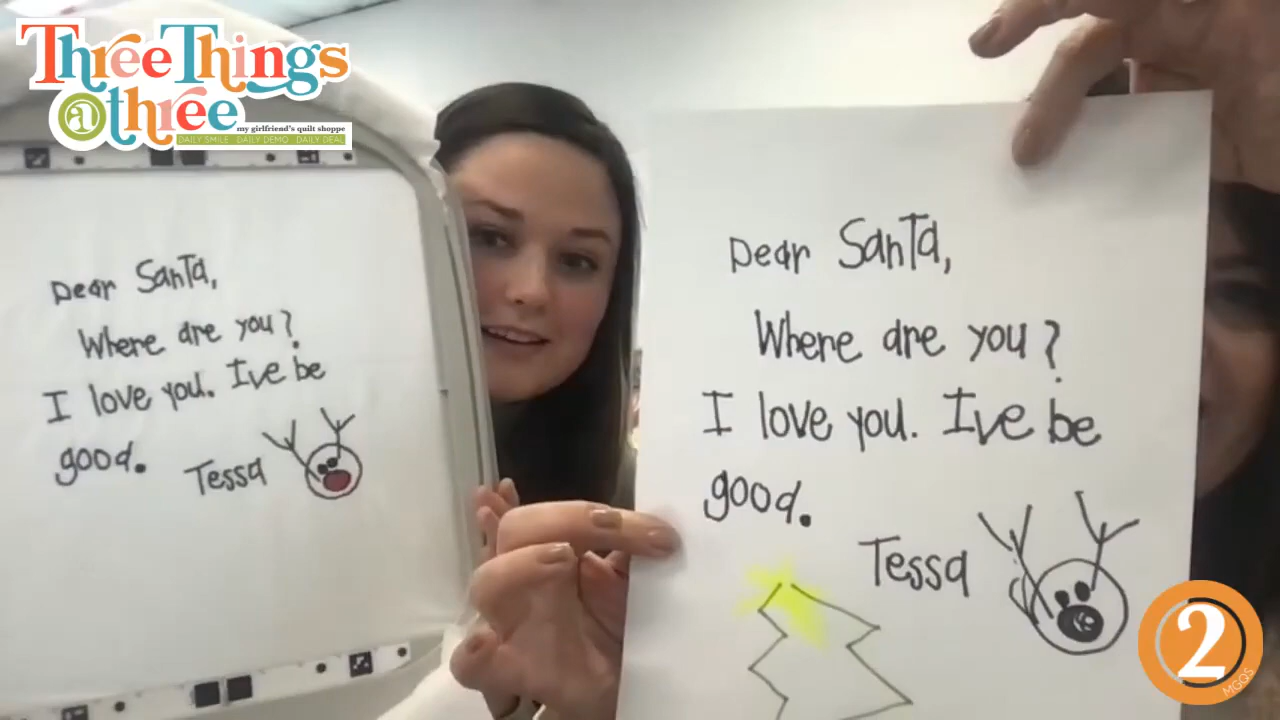 Three Things
@ three
my girlfriend's quilt shoppe
DAILY SMILE DAILY DEMO DAILY DEAL
Dear Santa,
Where are you?
I love you. Ive be
good.
Tessa
Dear Santa,
Where are you?
I love you. Ive be
good.
Tessa
2
MGQS